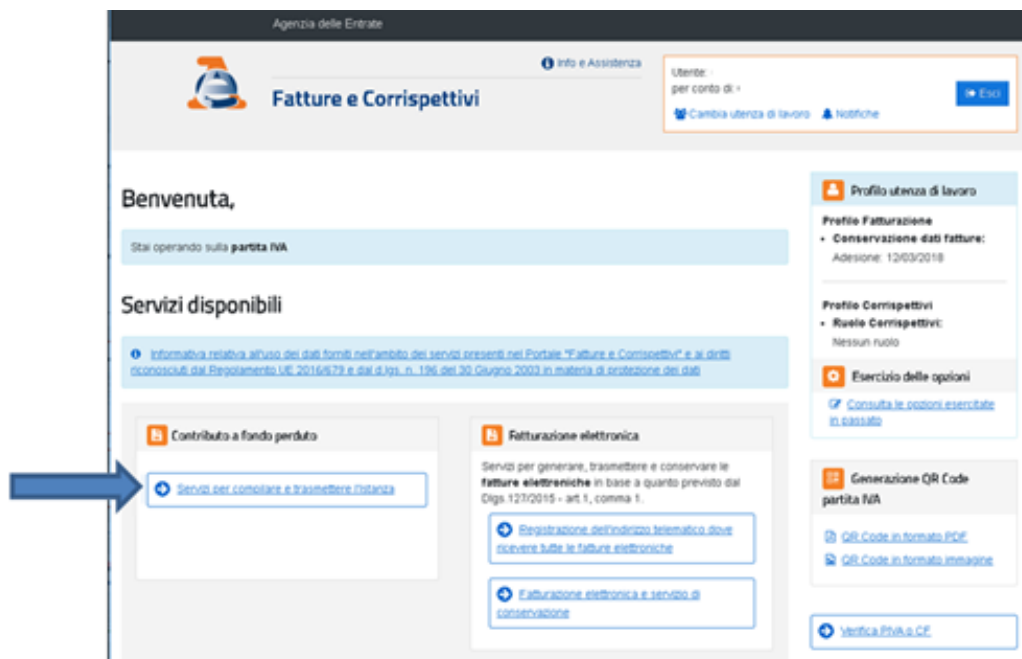 Agenzia delle Entrate
Info e Assistenza
Fatture e Corrispettivi
Utente:
per conto di:
Cambia utenza di lavoro
Notifiche
Esci
Benvenuta,
Stai operando sulla partita IVA
Servizi disponibili
Informativa relativa all'uso dei dati forniti nell'ambito dei servizi presenti nel Portale "Fatture e Corrispettivi" e ai diritti
riconosciuti dal Regolamento UE 2016/679 e dal d.lgs. n. 196 del 30 Giugno 2003 in materia di protezione dei dati
Contributo a fondo perduto
Servizi per compilare e trasmettere l'istanza
Fatturazione elettronica
Servizi per generare, trasmettere e conservare le
fatture elettroniche in base a quanto previsto dal
Dlgs.127/2015 - art.1, comma 1.
Registrazione dell'indirizzo telematico dove
ricevere tutte le fatture elettroniche
Fatturazione elettronica e servizio di
conservazione
Profilo utenza di lavoro
Profilo Fatturazione
• Conservazione dati fatture:
Adesione: 12/03/2018
Profilo Corrispettivi
• Ruolo Corrispettivi:
Nessun ruolo
Esercizio delle opzioni
Consulta le opzioni esercitate
in passato
Generazione QR Code
partita IVA
QR Code in formato PDF
QR Code in formato immagine
Verifica PIVA o CF